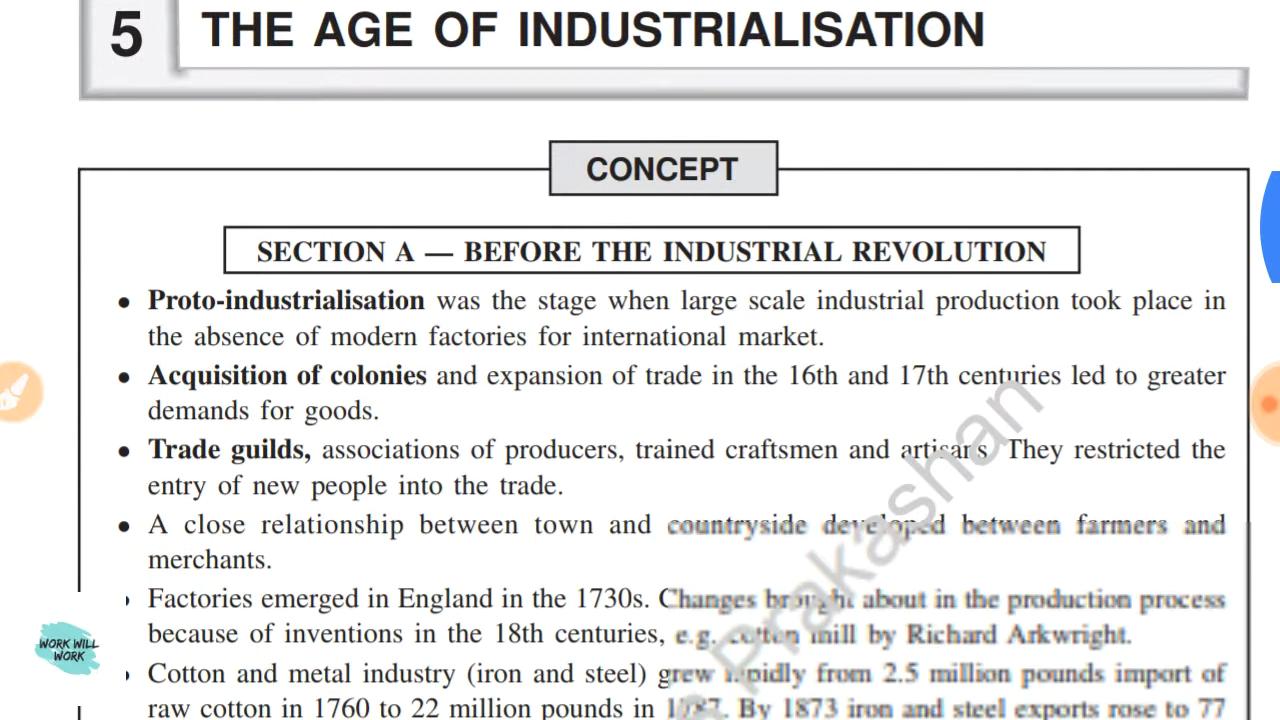 5 THE AGE OF INDUSTRIALISATION
CONCEPT
SECTION A — BEFORE THE INDUSTRIAL REVOLUTION
• Proto-industrialisation was the stage when large scale industrial production took place in
the absence of modern factories for international market.
• Acquisition of colonies and expansion of trade in the 16th and 17th centuries led to greater
demands for goods.
• Trade guilds, associations of producers, trained craftsmen and artisans. They restricted the
entry of new people into the trade.
• A close relationship between town and countryside developed between farmers and
merchants.
• Factories emerged in England in the 1730s. Changes brought about in the production process
because of inventions in the 18th centuries, e.g. cotton mill by Richard Arkwright.
• Cotton and metal industry (iron and steel) grew rapidly from 2.5 million pounds import of
raw cotton in 1760 to 22 million pounds in 1787. By 1873 iron and steel exports rose to 77
Prakashan
WORK WILL
WORK